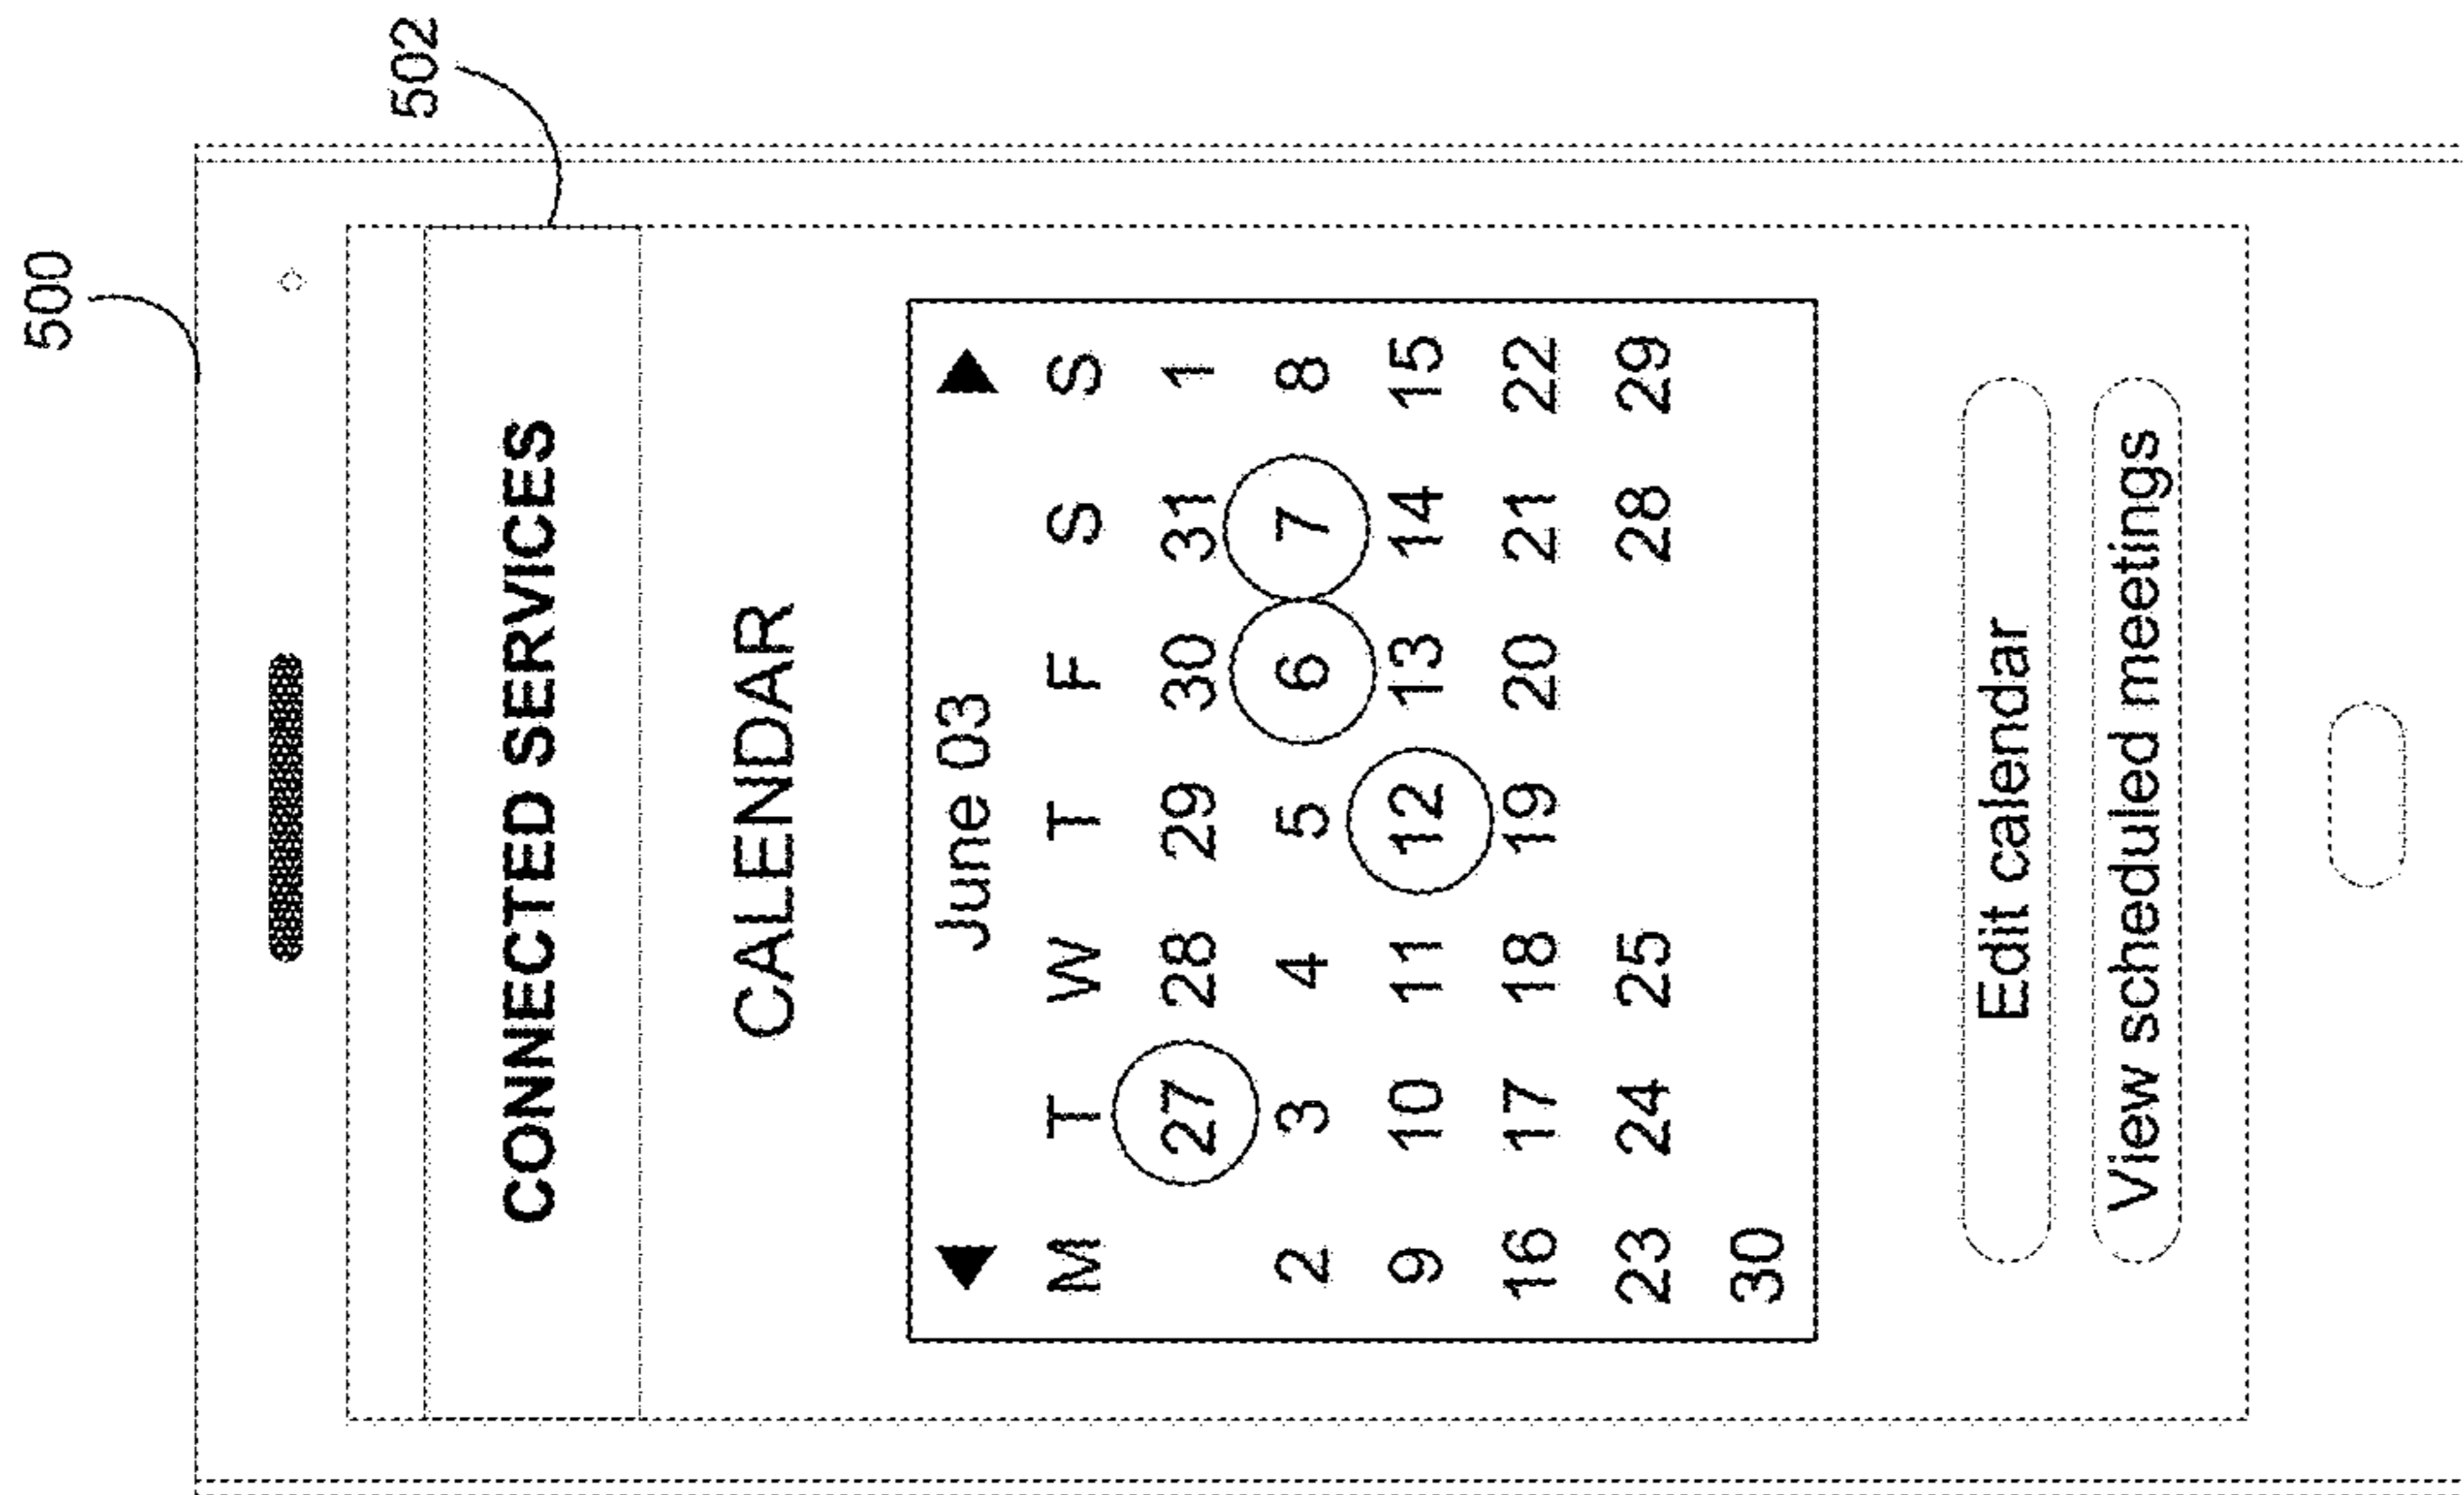 500
502
CONNECTED SERVICES
CALENDAR
June 03
M T W T F S S
27 28 29 30 31 1
2 3 4 5 6 7 8
9 10 11 12 13 14 15
16 17 18 19 20 21 22
23 24 25 28 29
30
Edit calendar
View scheduled meetings